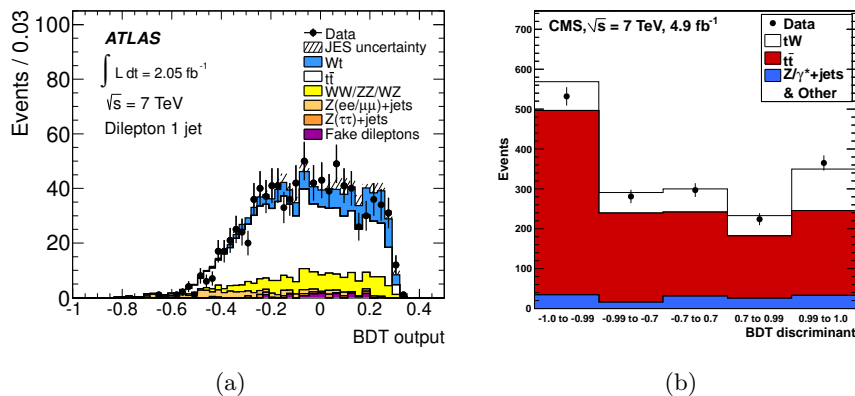 ATLAS
∫ L dt = 2.05 fb⁻¹
√s = 7 TeV
Dilepton 1 jet
Data
JES uncertainty
Wt
tt̄
WW/ZZ/WZ
Z(ee/μμ)+jets
Z(ττ)+jets
Fake dileptons
Events / 0.03
100
80
60
40
20
0
-1 -0.8 -0.6 -0.4 -0.2 0 0.2 0.4
BDT output
(a)
CMS, √s = 7 TeV, 4.9 fb⁻¹
Data
tW
tt̄
Z/γ*+jets
& Other
Events
700
600
500
400
300
200
100
0
-1.0 to -0.99 -0.99 to -0.7 -0.7 to 0.7 0.7 to 0.99 0.99 to 1.0
BDT discriminant
(b)